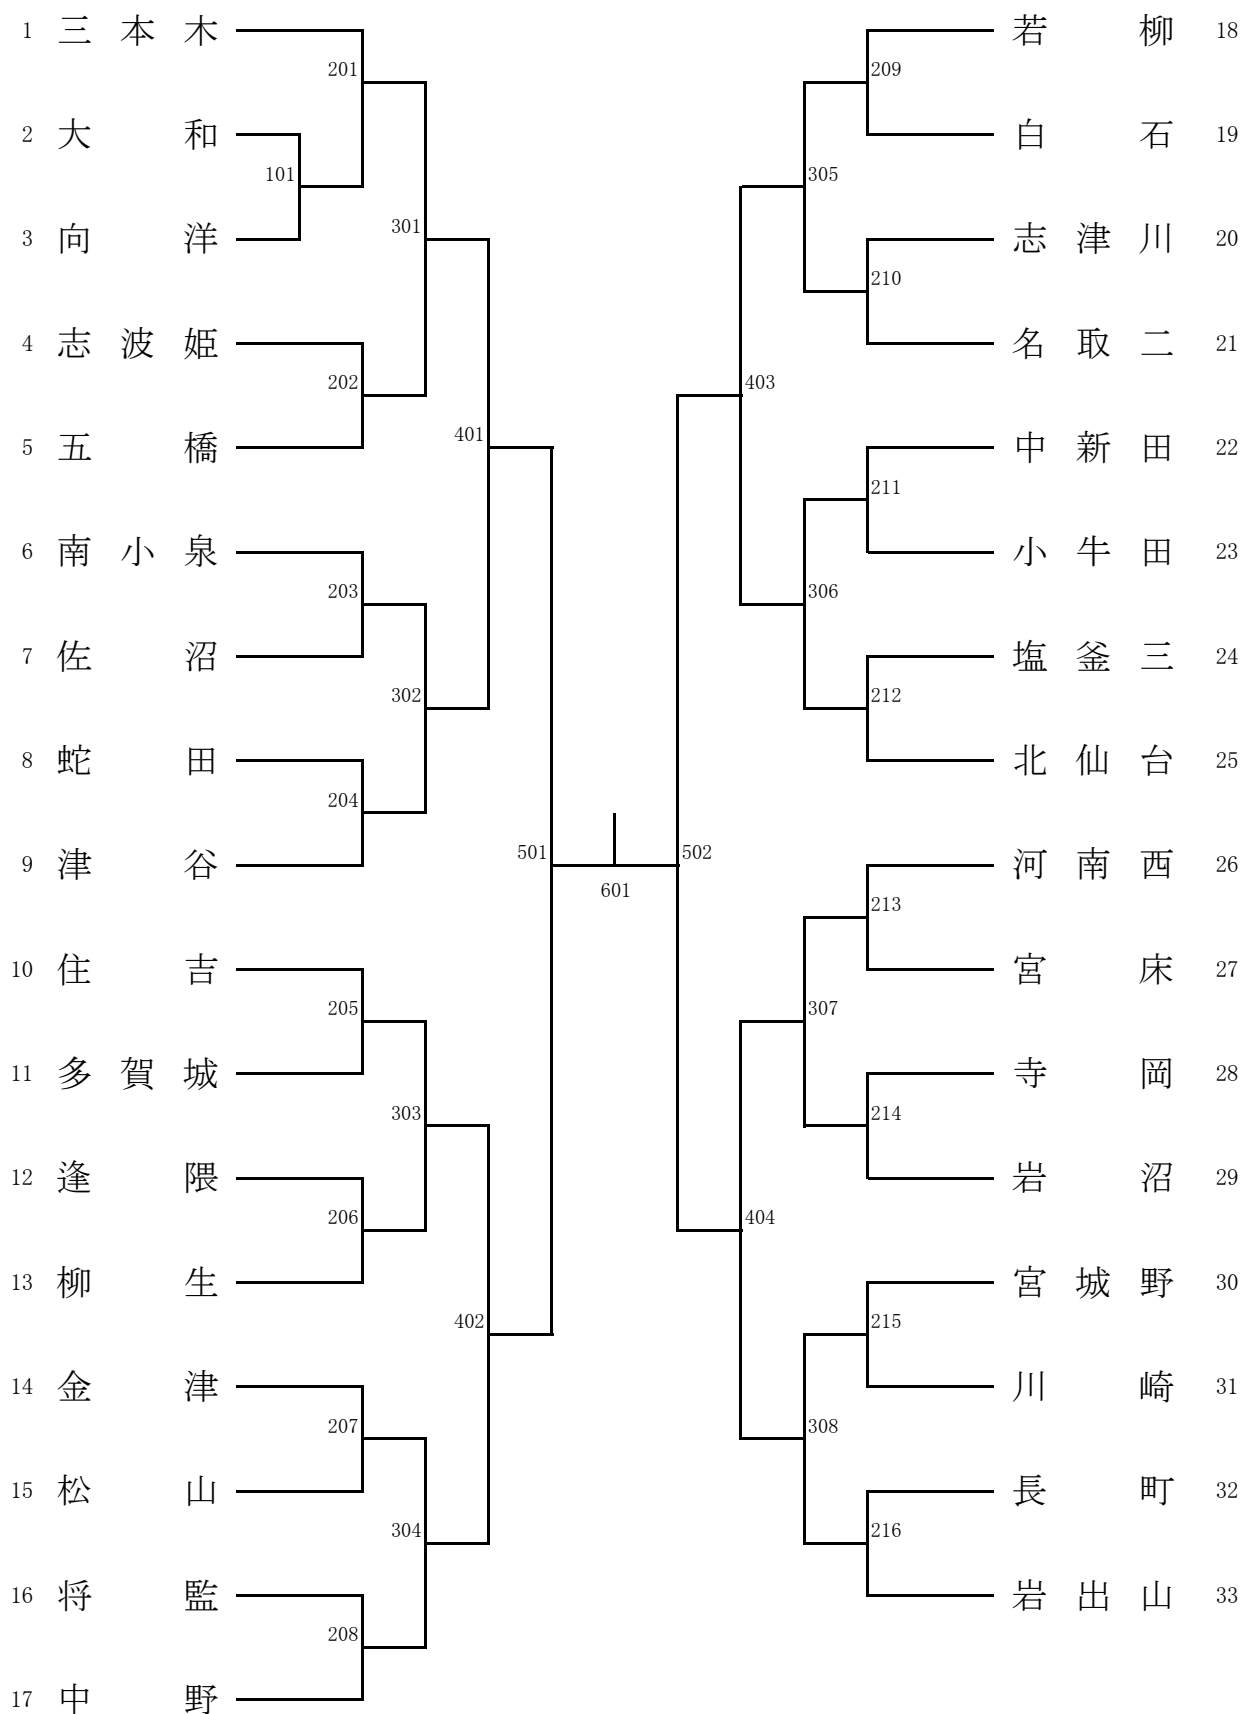 1 三本木
201
2 大和
101
3 向洋
301
4 志波姫
202
5 五橋
401
6 南小泉
203
7 佐沼
302
8 蛇田
204
9 津谷
501
10 住吉
205
11 多賀城
303
12 逢隈
206
13 柳生
402
14 金津
207
15 松山
304
16 将監
208
17 中野
601
若柳 18
209
白石 19
305
志津川 20
210
名取二 21
403
中新田 22
211
小牛田 23
306
塩釜三 24
212
北仙台 25
502
河南西 26
213
宮床 27
307
寺岡 28
214
岩沼 29
404
宮城野 30
215
川崎 31
308
長町 32
216
岩出山 33